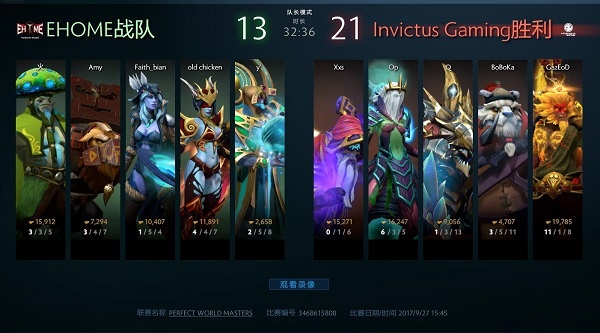 EHOME EHOME战队 13 队长模式 21 Invictus Gaming胜利
时长
32:36
Amy Faith_bian old chicken y Xxs Op Q BoBoKa GezEoD
15,912 7,294 10,407 11,891 2,658 15,271 16,247 9,056 4,707 19,785
3 / 3 / 5 3 / 4 / 7 1 / 5 / 4 4 / 4 / 7 2 / 5 / 8 0 / 1 / 6 6 / 3 / 5 1 / 3 / 13 3 / 5 / 11 11 / 1 / 8
观看录像
联赛名称 PERFECT WORLD MASTERS 比赛编号 3468615808 比赛日期/时间 2017/9/27 15:45